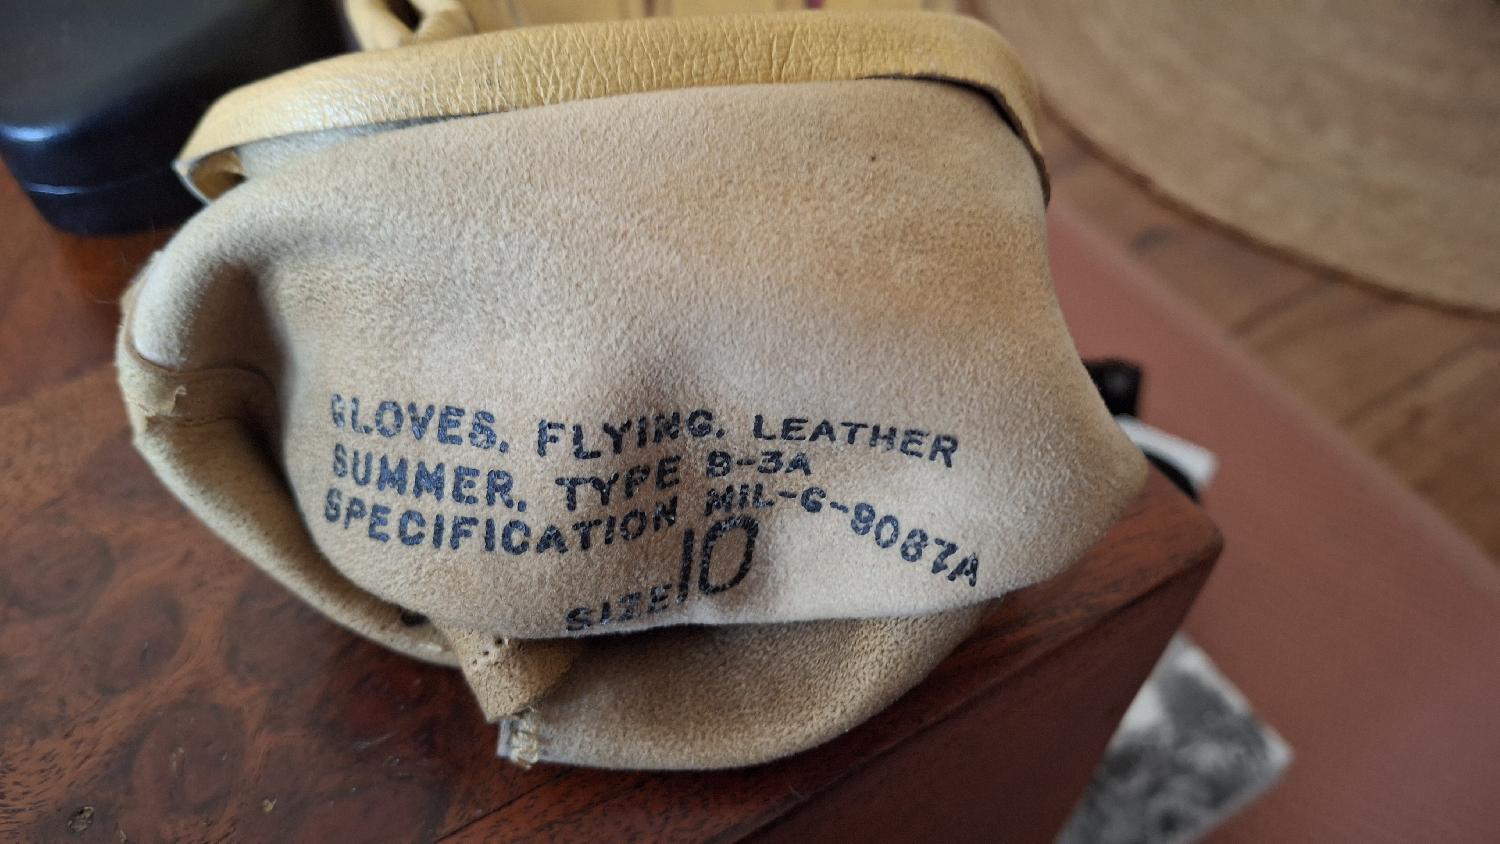 GLOVES, FLYING, LEATHER
SUMMER, TYPE B-3A
SPECIFICATION MIL-G-9087A
SIZE 10